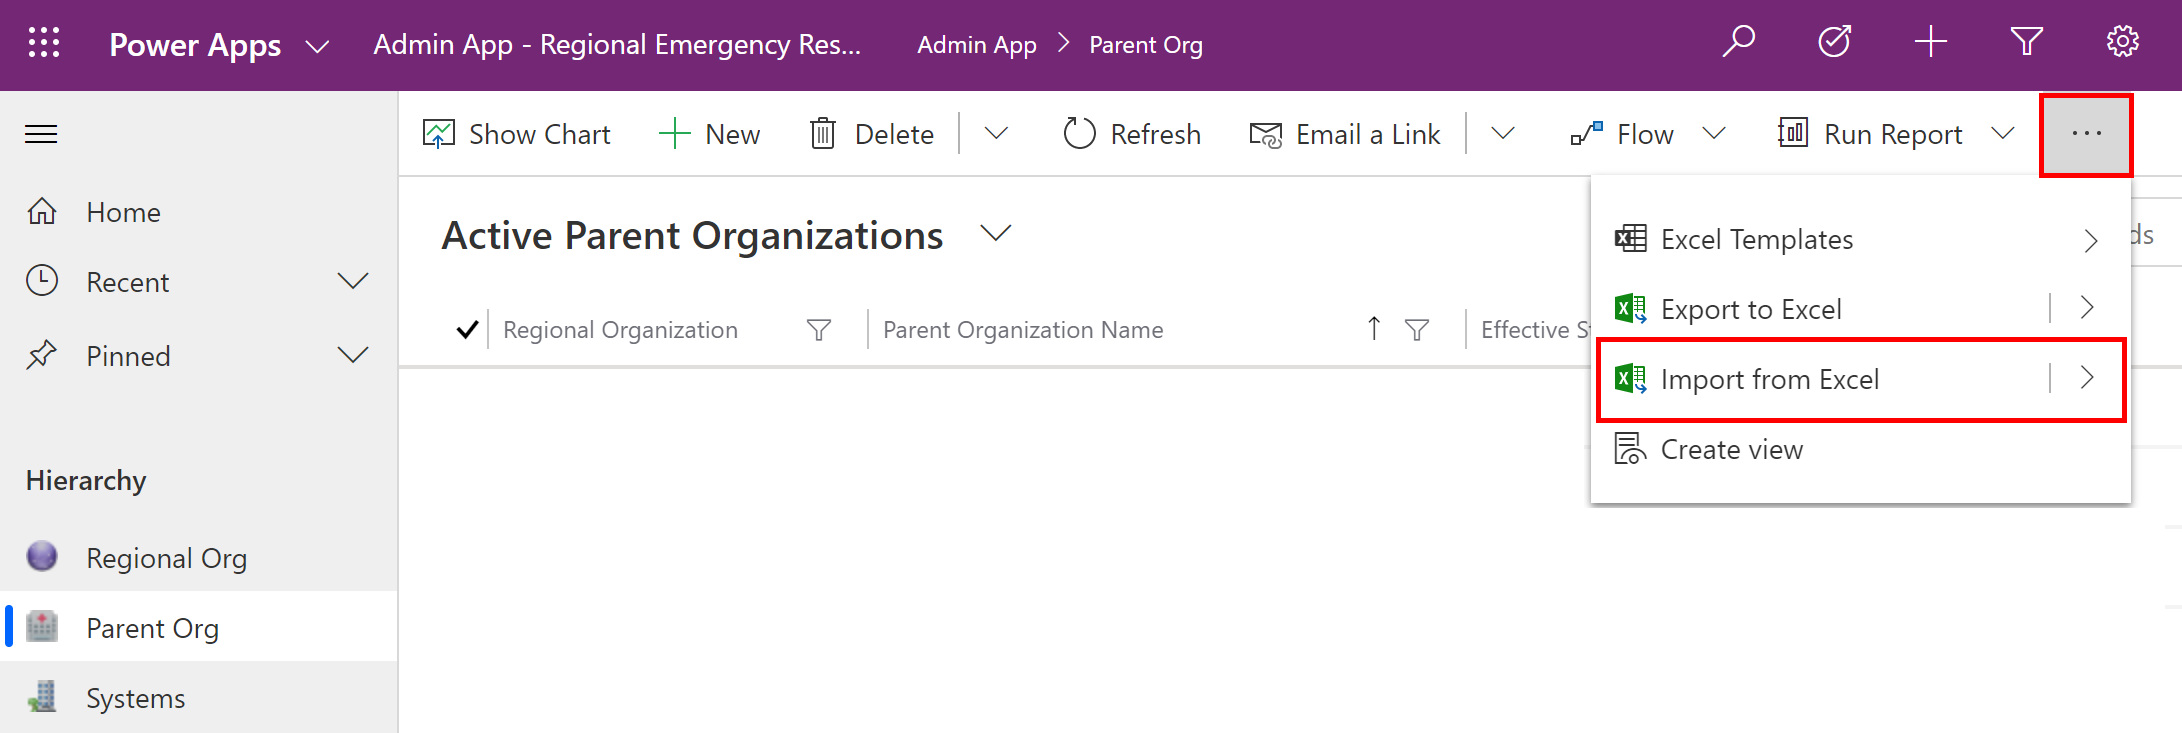 Power Apps
Admin App - Regional Emergency Res...
Admin App > Parent Org
Show Chart
New
Delete
Refresh
Email a Link
Flow
Run Report
...
Home
Recent
Pinned
Hierarchy
Regional Org
Parent Org
Systems
Active Parent Organizations
Regional Organization
Parent Organization Name
Effective
Excel Templates
Export to Excel
Import from Excel
Create view